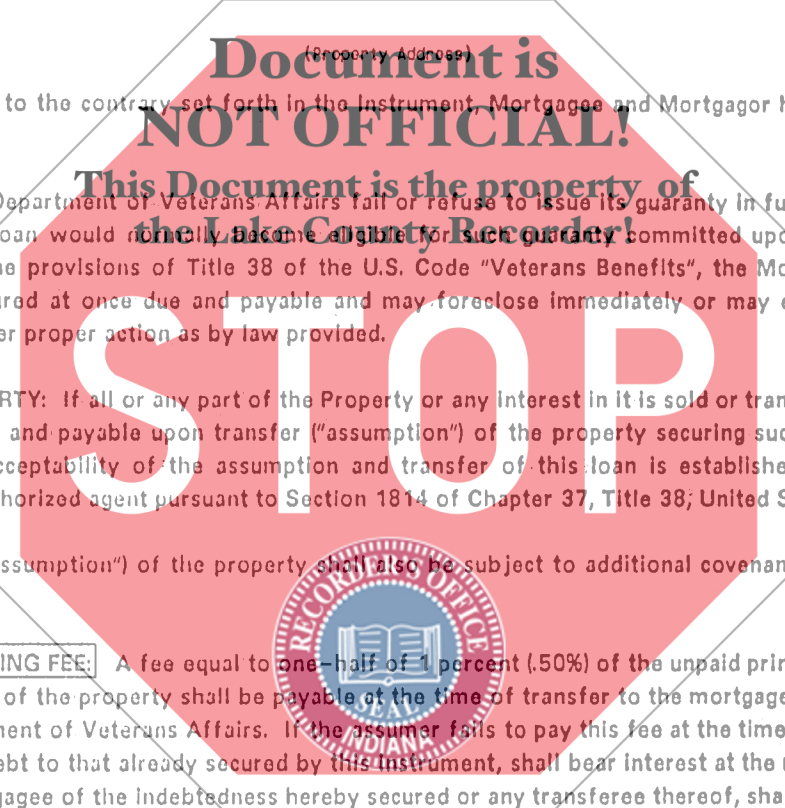 (Property Address)
Document is
to the contrary set forth in the Instrument, Mortgagee and Mortgagor h
NOT OFFICIAL!
This Document is the property of
Department of Veterans Affairs fail or refuse to issue its guaranty in fu
the Lake County Recorder!
oan would normally become eligible for such guaranty committed upo
he provisions of Title 38 of the U.S. Code "Veterans Benefits", the Mo
ured at once due and payable and may foreclose immediately or may e
er proper action as by law provided.
STOP
RTY: If all or any part of the Property or any interest in it is sold or tran
and payable upon transfer ("assumption") of the property securing suc
cceptability of the assumption and transfer of this loan is establishe
horized agent pursuant to Section 1814 of Chapter 37, Title 38, United S
ssumption") of the property shall also be subject to additional covenan
RECORDER'S OFFICE
SEAL
INDIANA
ING FEE: A fee equal to one-half of 1 percent (.50%) of the unpaid prin
of the property shall be payable at the time of transfer to the mortgage
ment of Veterans Affairs. If the assumer fails to pay this fee at the time
ebt to that already secured by this instrument, shall bear interest at the
gagee of the indebtedness hereby secured or any transferee thereof, sha